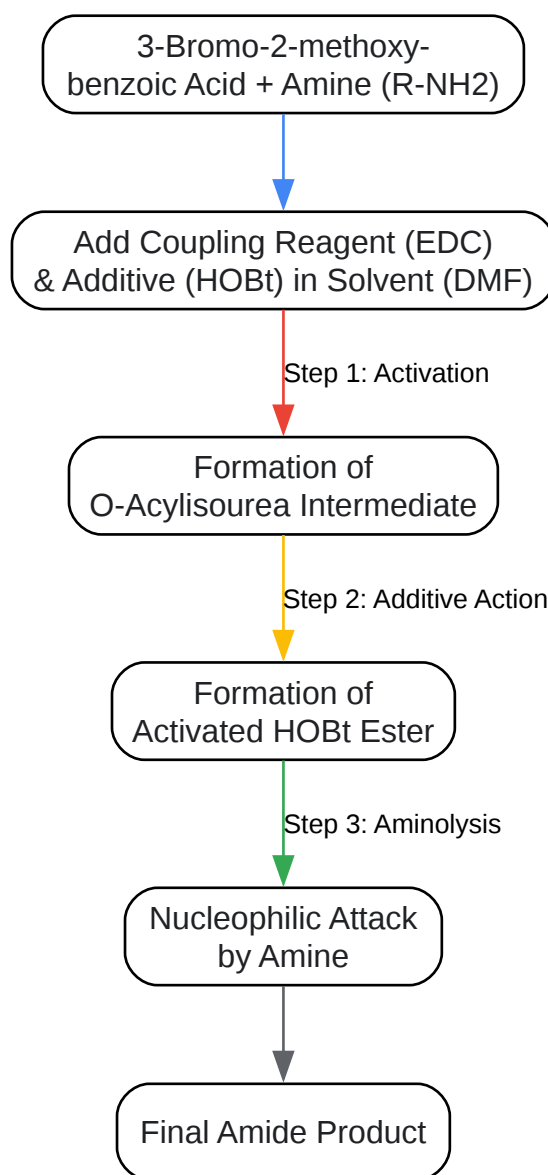 3-Bromo-2-methoxy-
benzoic Acid + Amine (R-NH2)
Add Coupling Reagent (EDC)
& Additive (HOBt) in Solvent (DMF)
Step 1: Activation
Formation of
O-Acylisourea Intermediate
Step 2: Additive Action
Formation of
Activated HOBt Ester
Step 3: Aminolysis
Nucleophilic Attack
by Amine
Final Amide Product